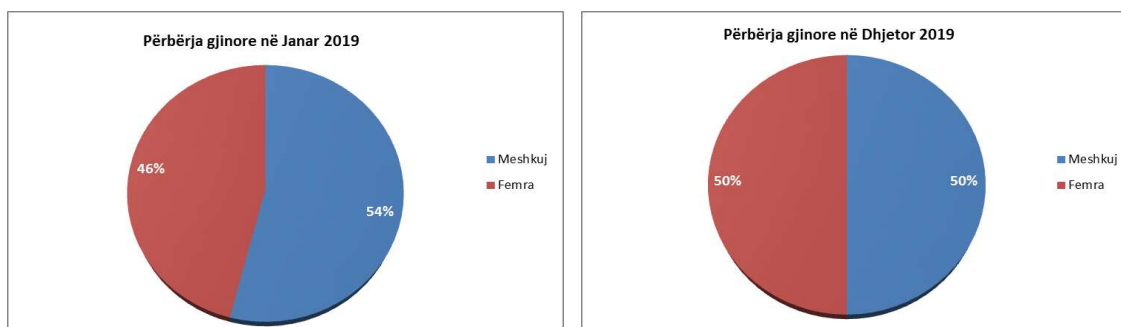 Përbërja gjinore në Janar 2019
46%
54%
Meshkuj
Femra
Përbërja gjinore në Dhjetor 2019
50%
50%
Meshkuj
Femra